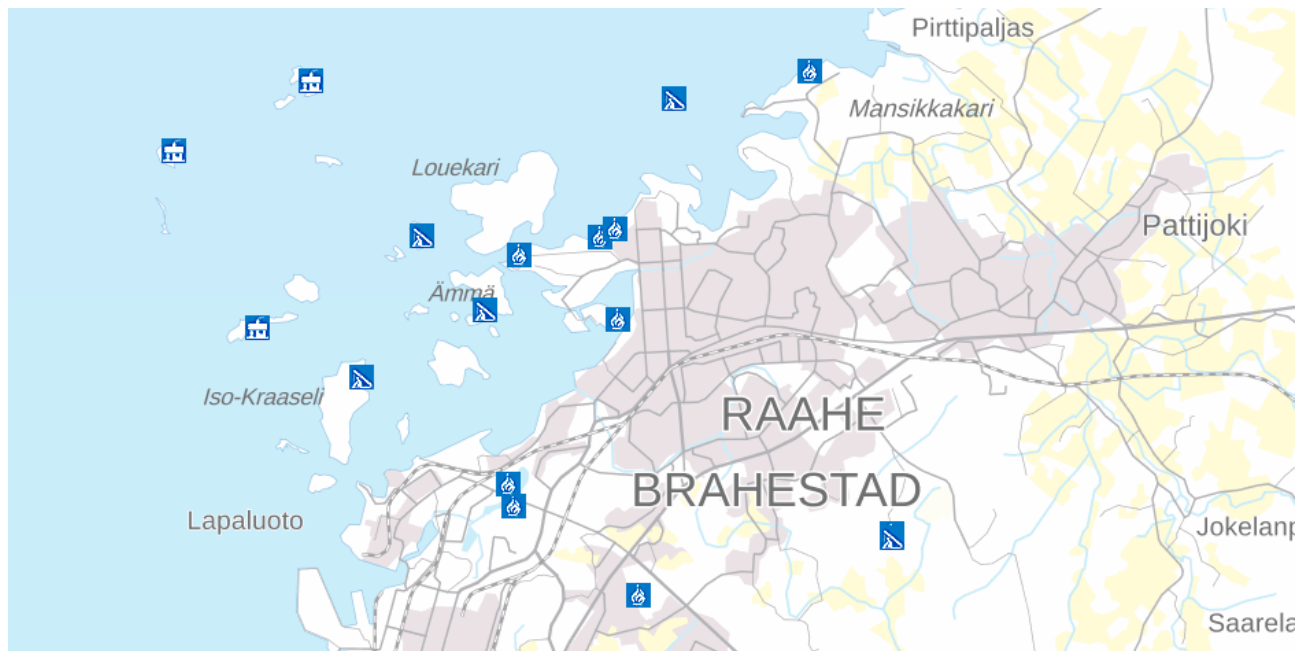 Pirttipaljas
Mansikkakari
Louekari
Pattijoki
Ämmä
Iso-Kraaseli
RAAHE
BRAHESTAD
Lapaluoto
Jokelanp
Saarela